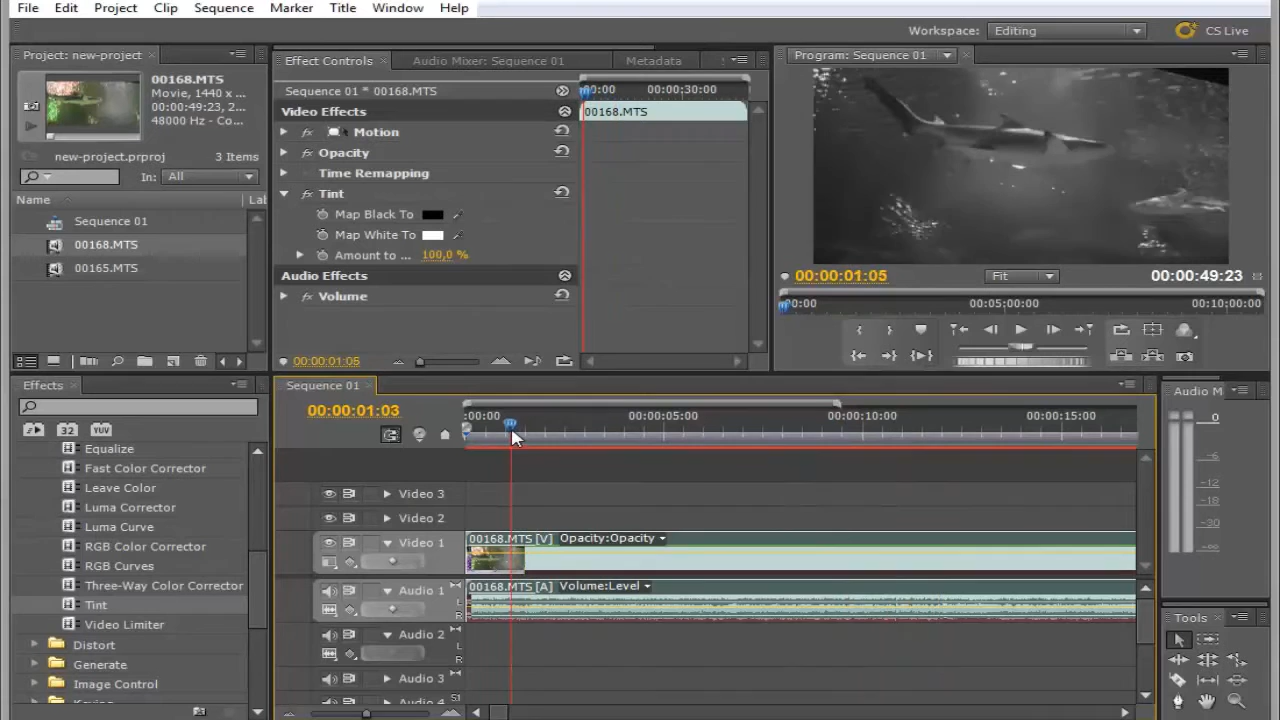 File Edit Project Clip Sequence Marker Title Window Help
Workspace: Editing CS Live
Project: new-project
00168.MTS
Movie, 1440 x ...
00:00:49:23, 2...
48000 Hz - Co...
new-project.prproj 3 Items
In: All
Name Lab
Sequence 01
00168.MTS
00165.MTS
Effect Controls Audio Mixer: Sequence 01 Metadata
Sequence 01 * 00168.MTS
:00:00 00:00:30:00
00168.MTS
Video Effects
fx Motion
fx Opacity
Time Remapping
fx Tint
Map Black To
Map White To
Amount to ... 100,0 %
Audio Effects
fx Volume
00:00:01:05
Program: Sequence 01
00:00:01:05 Fit 00:00:49:23
00:00 00:05:00:00 00:10:00:00
Effects
32 YUV
Equalize
Fast Color Corrector
Leave Color
Luma Corrector
Luma Curve
RGB Color Corrector
RGB Curves
Three-Way Color Corrector
Tint
Video Limiter
Distort
Generate
Image Control
Sequence 01
00:00:01:03 :00:00 00:00:05:00 00:00:10:00 00:00:15:00
Video 3
Video 2
Video 1 00168.MTS [V] Opacity:Opacity
Audio 1 00168.MTS [A] Volume:Level
L
R
Audio 2
L
R
Audio 3
Audio 4
Audio M
0
-6
-12
-18
-30
Tools